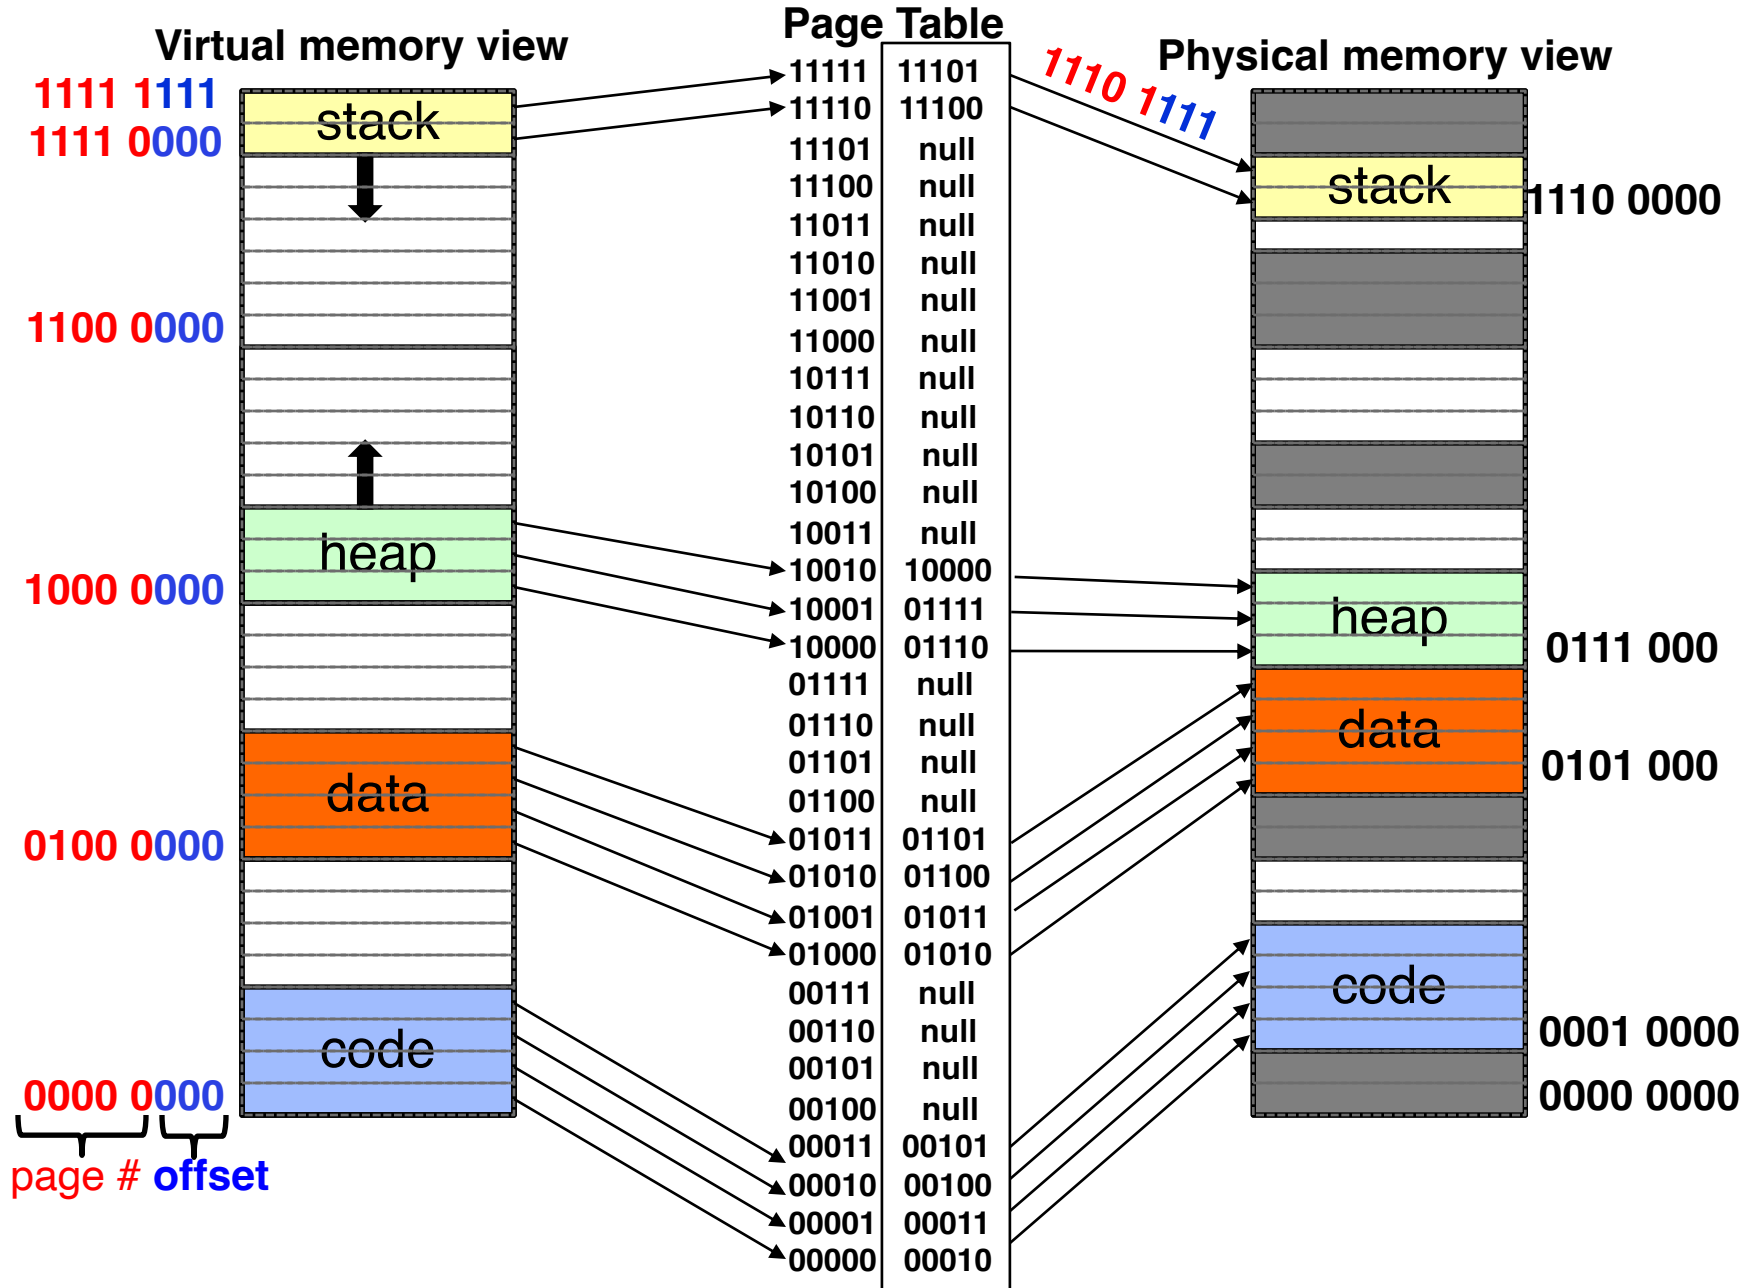 Page Table
Virtual memory view
Physical memory view
1111 1111
1111 0000
1100 0000
1000 0000
0100 0000
0000 0000
page # offset
stack
heap
data
code
11111 11101
11110 11100
11101 null
11100 null
11011 null
11010 null
11001 null
11000 null
10111 null
10110 null
10101 null
10100 null
10011 null
10010 10000
10001 01111
10000 01110
01111 null
01110 null
01101 null
01100 null
01011 01101
01010 01100
01001 01011
01000 01010
00111 null
00110 null
00101 null
00100 null
00011 00101
00010 00100
00001 00011
00000 00010
1110 1111
stack
heap
data
code
1110 0000
0111 000
0101 000
0001 0000
0000 0000